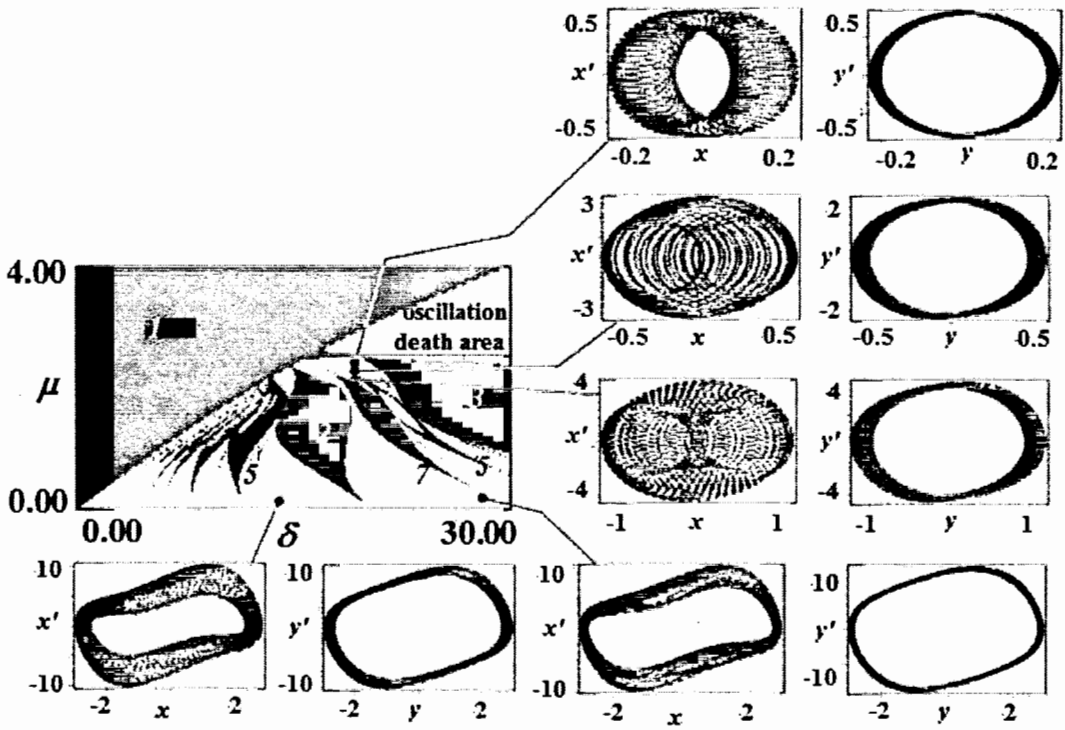 0.5 0.5
x' y'
-0.5 -0.5
-0.2 x 0.2 -0.2 y 0.2
3 2
x' y'
-3 -2
-0.5 x 0.5 -0.5 y 0.5
4.00
oscillation
death area
μ
4 4
x' y'
-4 -4
-1 x 1 -1 y 1
5 7 5
0.00
0.00 δ 30.00
10 10 10 10
x' y' x' y'
-10 -10 -10 -10
-2 x 2 -2 y 2 -2 x 2 -2 y 2